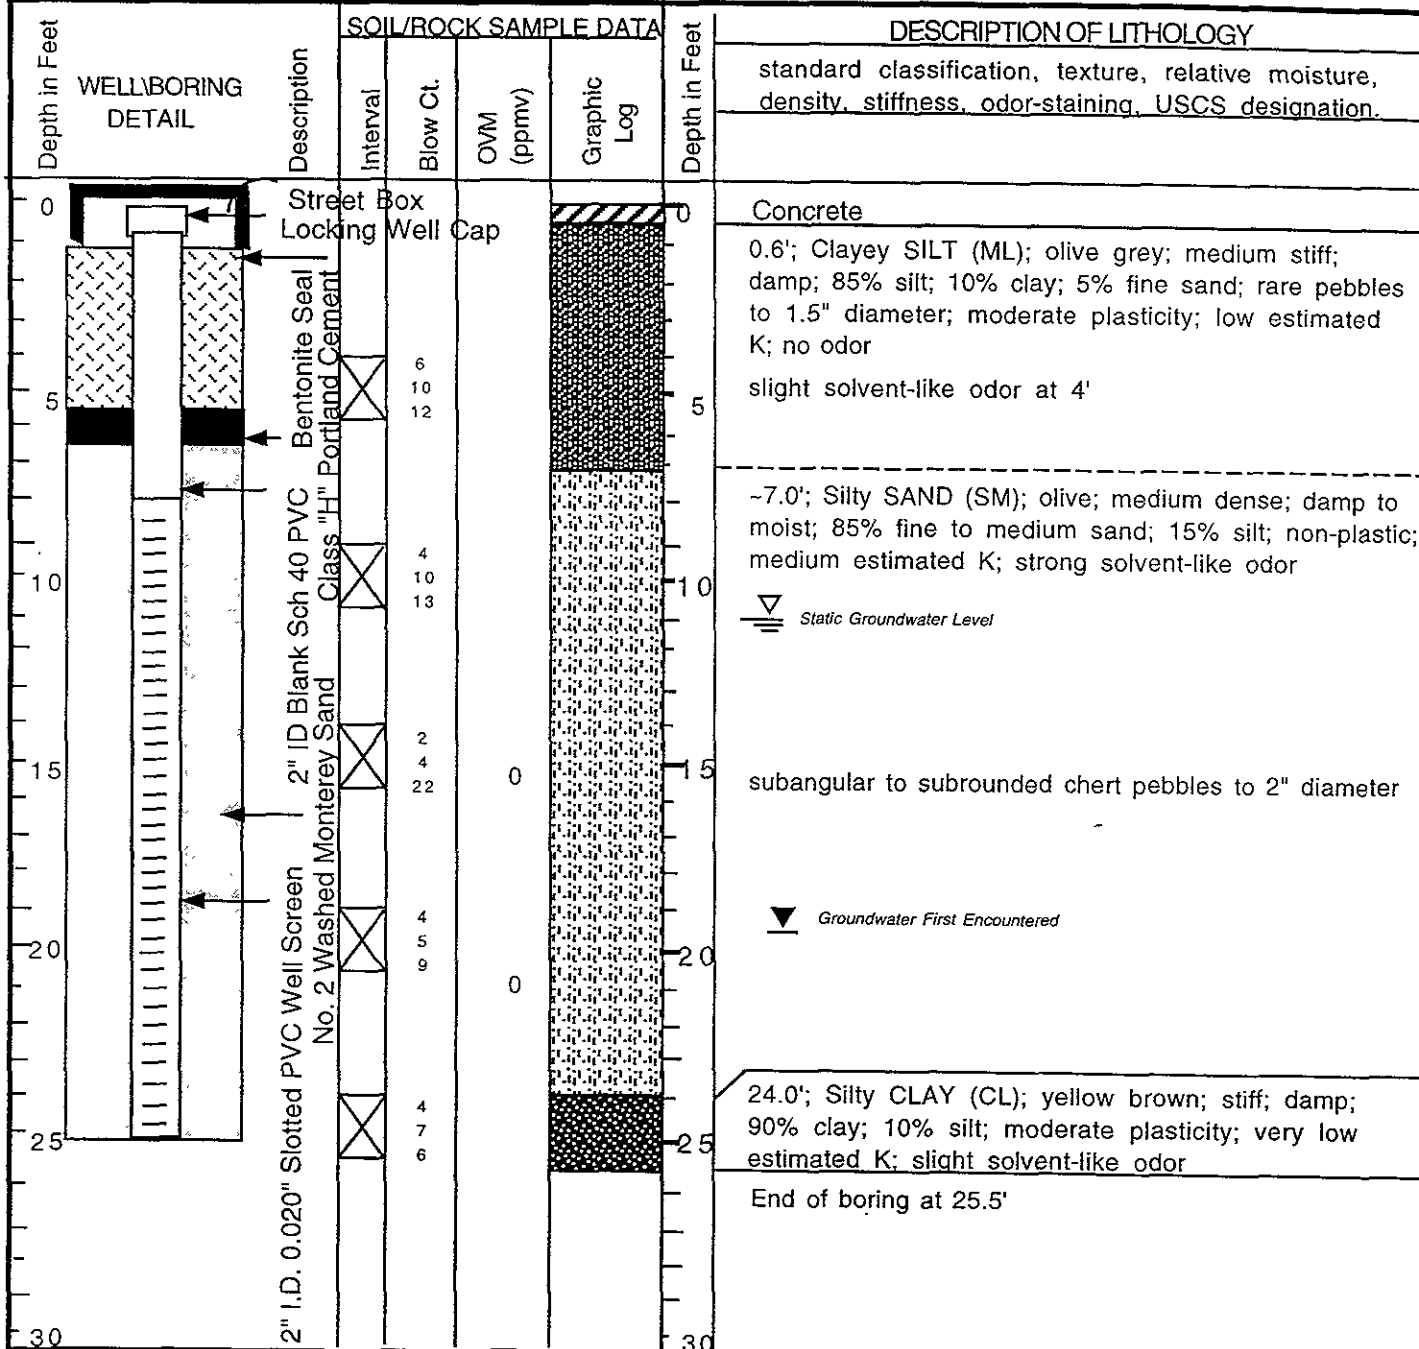 SOIL/ROCK SAMPLE DATA
DESCRIPTION OF LITHOLOGY
Depth in Feet
WELL\BORING
DETAIL
Description
Interval
Blow Ct.
OVM
(ppmv)
Graphic
Log
Depth in Feet
standard classification, texture, relative moisture,
density, stiffness, odor-staining, USCS designation.
0
Street Box
Locking Well Cap
0
Concrete
0.6'; Clayey SILT (ML); olive grey; medium stiff;
damp; 85% silt; 10% clay; 5% fine sand; rare pebbles
to 1.5" diameter; moderate plasticity; low estimated
K; no odor
Bentonite Seal
Class "H" Portland Cement
6
10
12
5
5
slight solvent-like odor at 4'
~7.0'; Silty SAND (SM); olive; medium dense; damp to
moist; 85% fine to medium sand; 15% silt; non-plastic;
medium estimated K; strong solvent-like odor
2" ID Blank Sch 40 PVC
4
10
13
10
10
Static Groundwater Level
No. 2 Washed Monterey Sand
2
4
22
15
0
15
subangular to subrounded chert pebbles to 2" diameter
2" I.D. 0.020" Slotted PVC Well Screen
4
5
9
Groundwater First Encountered
20
0
20
4
7
6
24.0'; Silty CLAY (CL); yellow brown; stiff; damp;
90% clay; 10% silt; moderate plasticity; very low
estimated K; slight solvent-like odor
25
25
End of boring at 25.5'
30
30